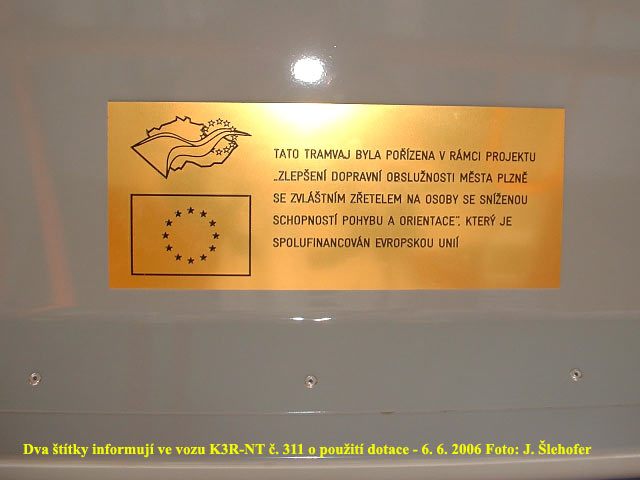 TATO TRAMVAJ BYLA POŘÍZENA V RÁMCI PROJEKTU
„ZLEPŠENÍ DOPRAVNÍ OBSLUŽNOSTI MĚSTA PLZNĚ
SE ZVLÁŠTNÍM ZŘETELEM NA OSOBY SE SNÍŽENOU
SCHOPNOSTÍ POHYBU A ORIENTACE“, KTERÝ JE
SPOLUFINANCOVÁN EVROPSKOU UNIÍ
Dva štítky informují ve vozu K3R-NT č. 311 o použití dotace - 6. 6. 2006 Foto: J. Šlehofer